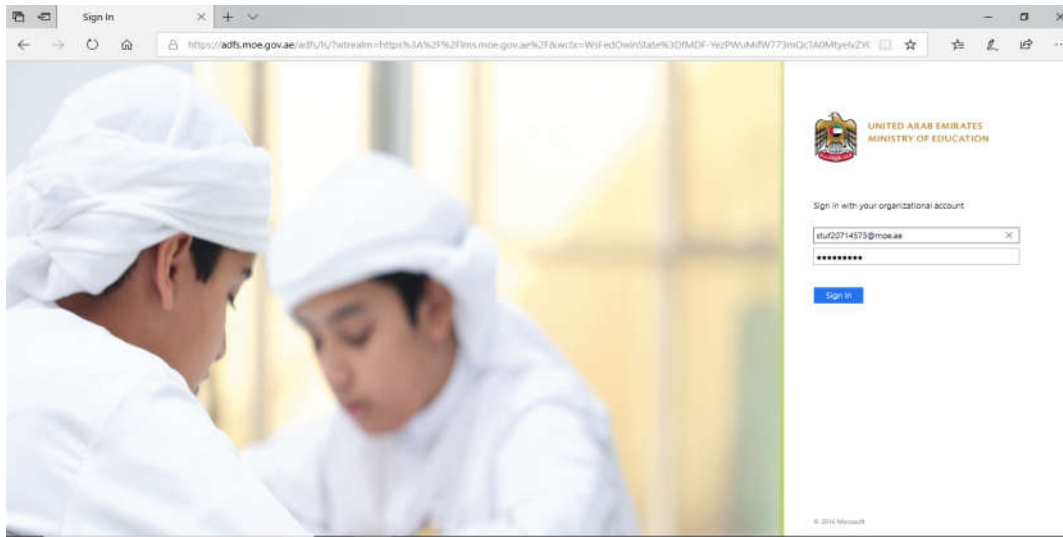 Sign In
https://adfs.moe.gov.ae/adfs/ls/?wtrealm=https%3A%2F%2Flms.moe.gov.ae%2F&wctx=WsFedOwinState%3D
UNITED ARAB EMIRATES
MINISTRY OF EDUCATION
Sign in with your organizational account
stuf20714573@moe.ae
Sign in
© 2016 Microsoft